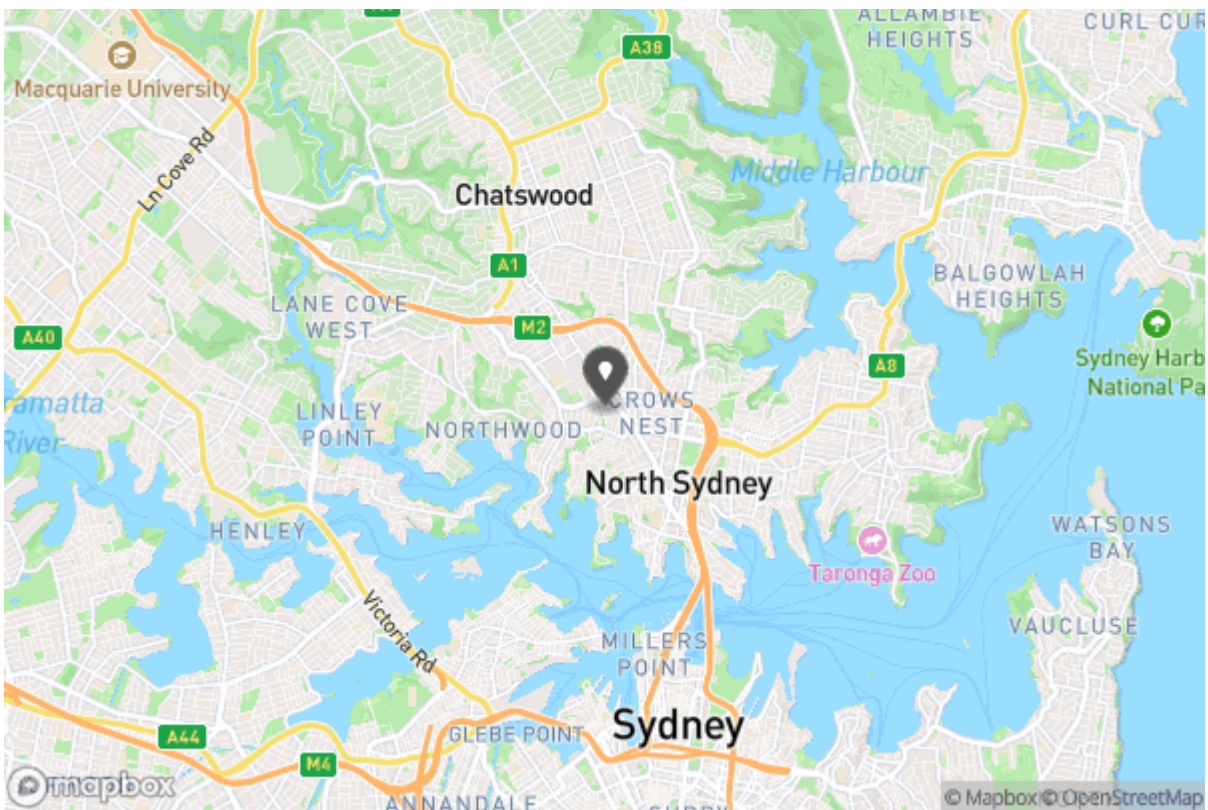 ALLAMBIE
HEIGHTS
CURL CUR
A38
Macquarie University
Ln Cove Rd
Middle Harbour
Chatswood
A1
BALGOWLAH
HEIGHTS
LANE COVE
WEST
M2
A40
A8
Sydney Harb
National Pa
ramatta
River
LINLEY
POINT
NORTHWOOD
CROWS
NEST
North Sydney
HENLEY
WATSONS
BAY
Taronga Zoo
Victoria Rd
MILLERS
POINT
VAUCLUSE
Sydney
A44
GLEBE POINT
M4
mapbox
ANNANDALE
© Mapbox © OpenStreetMap